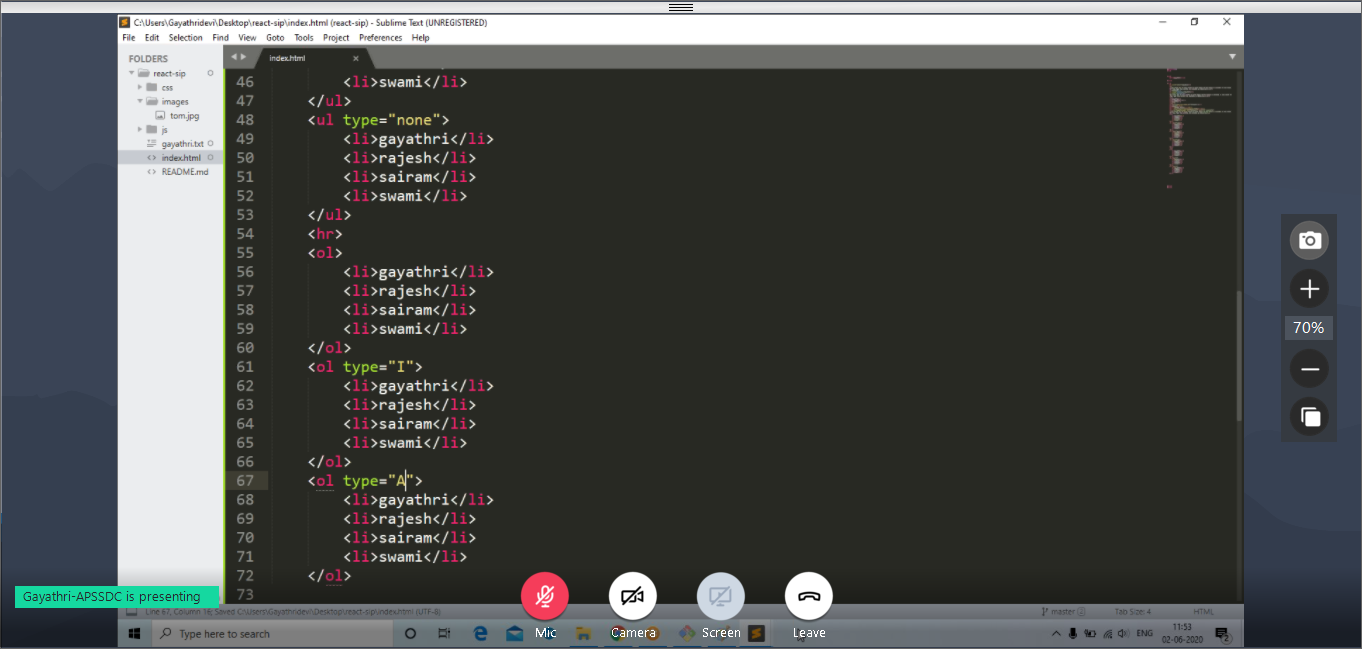 C:\Users\Gayathridevi\Desktop\react-sip\index.html (react-sip) - Sublime Text (UNREGISTERED)
File Edit Selection Find View Goto Tools Project Preferences Help
FOLDERS
react-sip
css
images
tom.jpg
js
gayathri.txt
index.html
README.md
index.html
46 <li>swami</li>
47 </ul>
48 <ul type="none">
49 <li>gayathri</li>
50 <li>rajesh</li>
51 <li>sairam</li>
52 <li>swami</li>
53 </ul>
54 <hr>
55 <ol>
56 <li>gayathri</li>
57 <li>rajesh</li>
58 <li>sairam</li>
59 <li>swami</li>
60 </ol>
61 <ol type="I">
62 <li>gayathri</li>
63 <li>rajesh</li>
64 <li>sairam</li>
65 <li>swami</li>
66 </ol>
67 <ol type="A">
68 <li>gayathri</li>
69 <li>rajesh</li>
70 <li>sairam</li>
71 <li>swami</li>
72 </ol>
73
70%
Gayathri-APSSDC is presenting
Line 67, Column 16; Saved C:\Users\Gayathridevi\Desktop\react-sip\index.html (UTF-8)
master Tab Size: 4 HTML
Mic Camera Screen Leave
Type here to search
ENG
11:53
02-06-2020
2